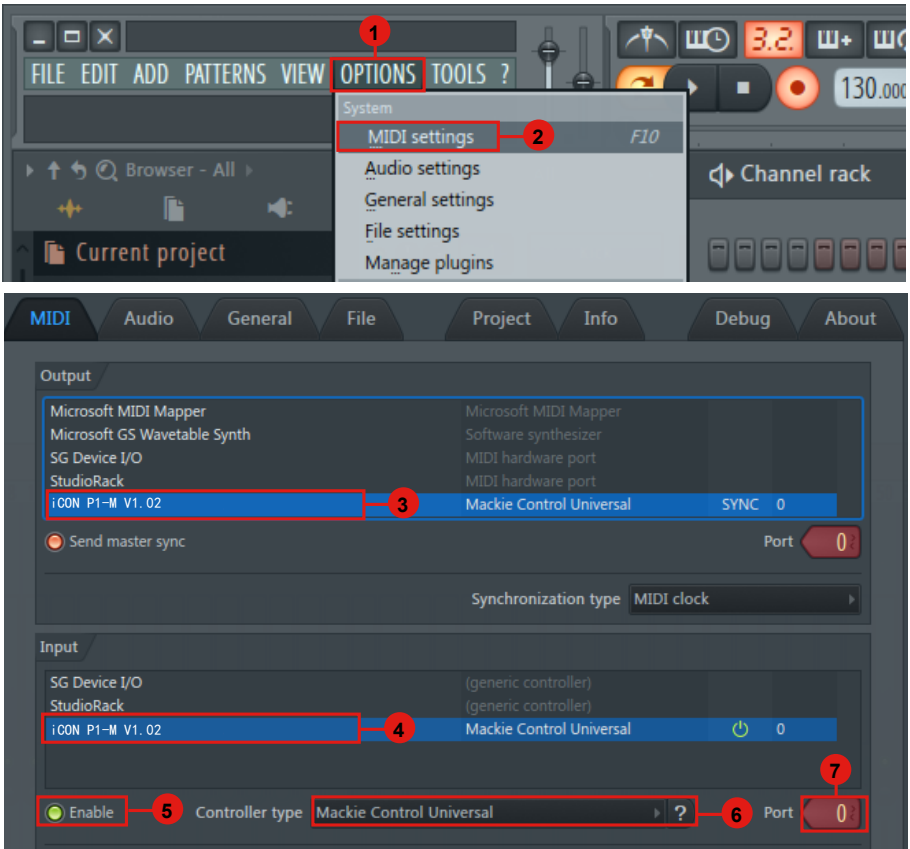 1
3.2.
FILE EDIT ADD PATTERNS VIEW OPTIONS TOOLS ?
130.000
System
MIDI settings 2 F10
Browser - All
Audio settings
Channel rack
General settings
File settings
Current project
Manage plugins
MIDI Audio General File Project Info Debug About
Output
Microsoft MIDI Mapper Microsoft MIDI Mapper
Microsoft GS Wavetable Synth Software synthesizer
SG Device I/O MIDI hardware port
StudioRack MIDI hardware port
iCON P1-M V1.02 3 Mackie Control Universal SYNC 0
Send master sync Port 0
Synchronization type MIDI clock
Input
SG Device I/O (generic controller)
StudioRack (generic controller)
iCON P1-M V1.02 4 Mackie Control Universal 0
7
Enable 5 Controller type Mackie Control Universal ? 6 Port 0